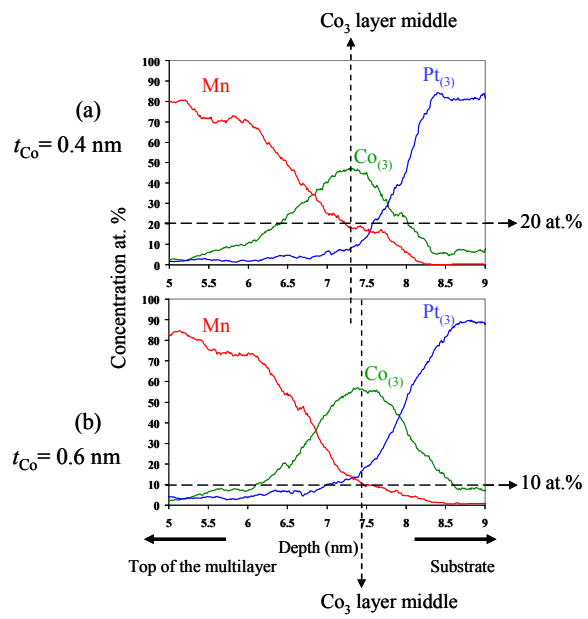 Co3 layer middle
(a)
tCo= 0.4 nm
Concentration at. %
100
90
80
70
60
50
40
30
20
10
0
Mn
Pt(3)
Co(3)
20 at.%
5 5.5 6 6.5 7 7.5 8 8.5 9
(b)
tCo= 0.6 nm
100
90
80
70
60
50
40
30
20
10
0
Mn
Pt(3)
Co(3)
10 at.%
5 5.5 6 6.5 7 7.5 8 8.5 9
Depth (nm)
Top of the multilayer
Substrate
Co3 layer middle